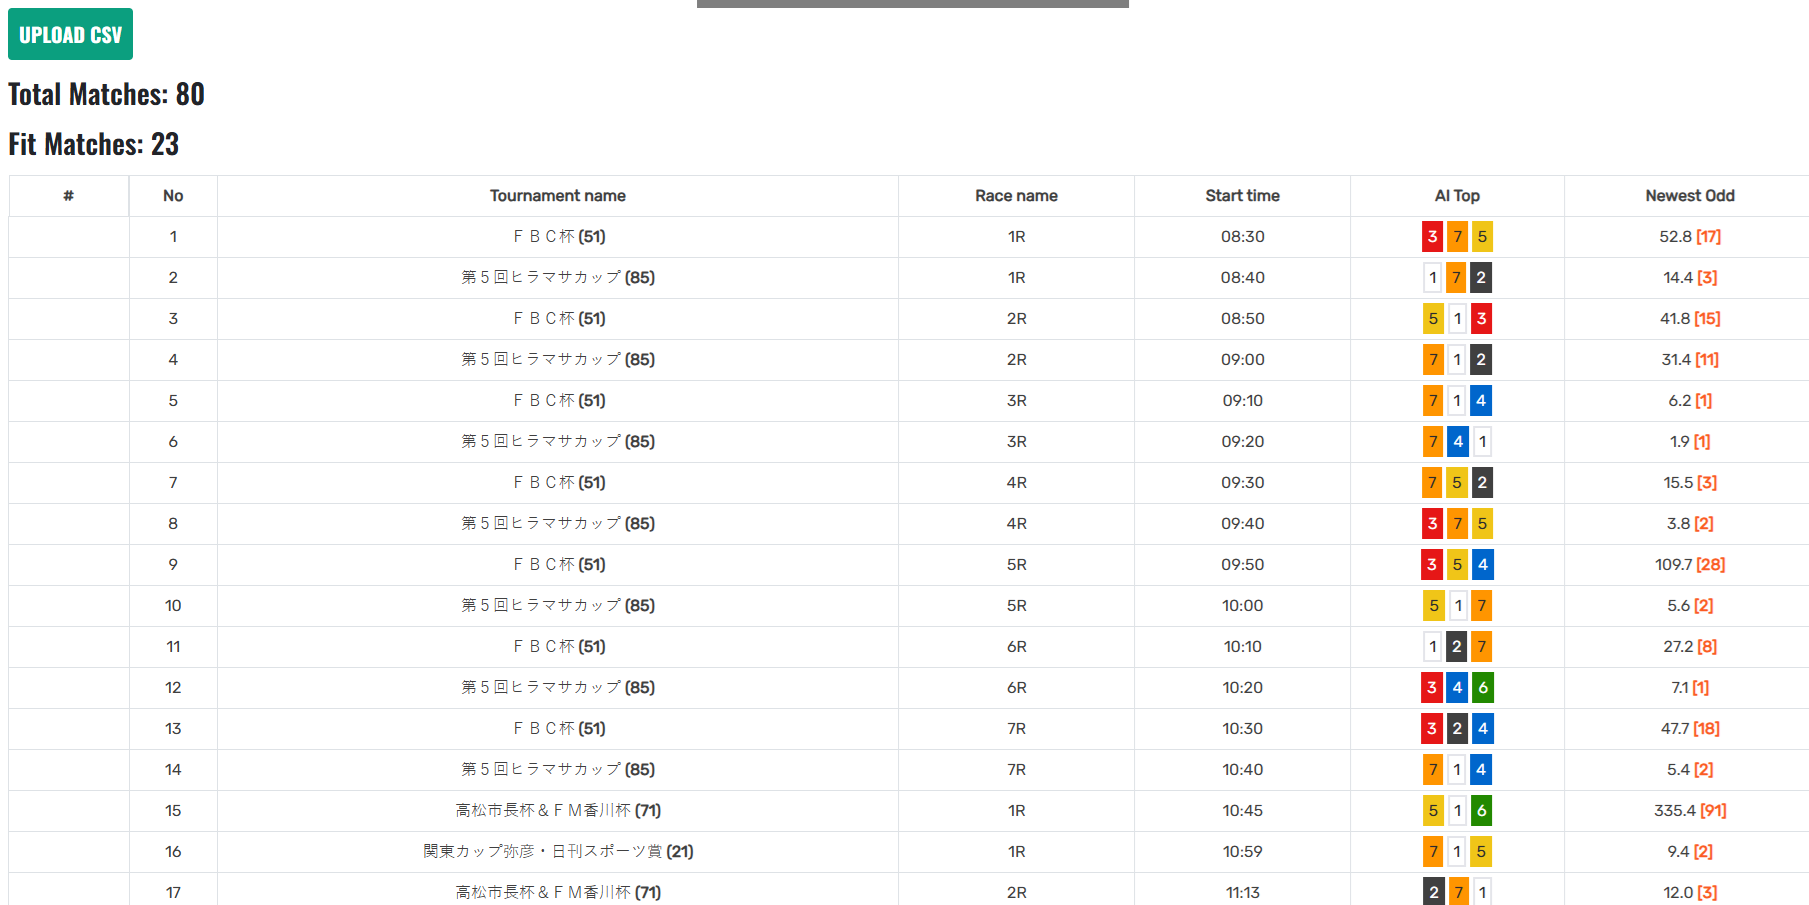 UPLOAD CSV
Total Matches: 80
Fit Matches: 23
# No Tournament name Race name Start time AI Top Newest Odd
1 ＦＢＣ杯 (51) 1R 08:30 3 7 5 52.8 [17]
2 第５回ヒラマサカップ (85) 1R 08:40 1 7 2 14.4 [3]
3 ＦＢＣ杯 (51) 2R 08:50 5 1 3 41.8 [15]
4 第５回ヒラマサカップ (85) 2R 09:00 7 1 2 31.4 [11]
5 ＦＢＣ杯 (51) 3R 09:10 7 1 4 6.2 [1]
6 第５回ヒラマサカップ (85) 3R 09:20 7 4 1 1.9 [1]
7 ＦＢＣ杯 (51) 4R 09:30 7 5 2 15.5 [3]
8 第５回ヒラマサカップ (85) 4R 09:40 3 7 5 3.8 [2]
9 ＦＢＣ杯 (51) 5R 09:50 3 5 4 109.7 [28]
10 第５回ヒラマサカップ (85) 5R 10:00 5 1 7 5.6 [2]
11 ＦＢＣ杯 (51) 6R 10:10 1 2 7 27.2 [8]
12 第５回ヒラマサカップ (85) 6R 10:20 3 4 6 7.1 [1]
13 ＦＢＣ杯 (51) 7R 10:30 3 2 4 47.7 [18]
14 第５回ヒラマサカップ (85) 7R 10:40 7 1 4 5.4 [2]
15 高松市長杯＆ＦＭ香川杯 (71) 1R 10:45 5 1 6 335.4 [91]
16 関東カップ弥彦・日刊スポーツ賞 (21) 1R 10:59 7 1 5 9.4 [2]
17 高松市長杯＆ＦＭ香川杯 (71) 2R 11:13 2 7 1 12.0 [3]